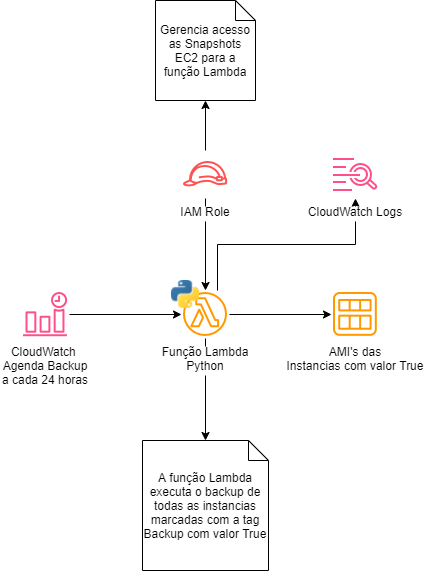 Gerencia acesso
as Snapshots
EC2 para a
função Lambda
IAM Role
CloudWatch Logs
CloudWatch
Agenda Backup
a cada 24 horas
Função Lambda
Python
AMI's das
Instancias com valor True
A função Lambda
executa o backup de
todas as instancias
marcadas com a tag
Backup com valor True